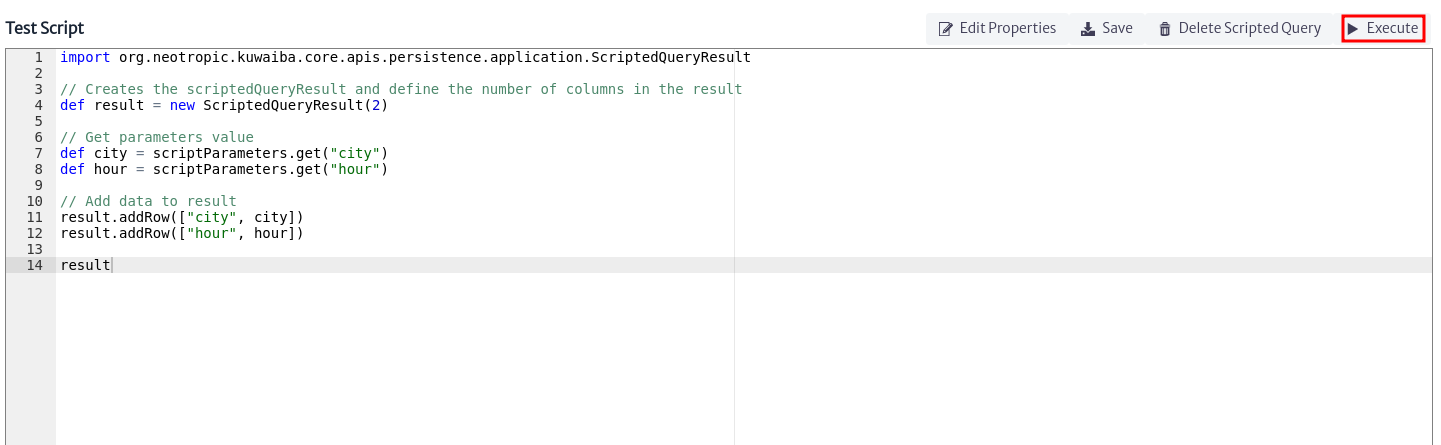 Test Script
Edit Properties Save Delete Scripted Query Execute
1 import org.neotropic.kuwaiba.core.apis.persistence.application.ScriptedQueryResult
2
3 // Creates the scriptedQueryResult and define the number of columns in the result
4 def result = new ScriptedQueryResult(2)
5
6 // Get parameters value
7 def city = scriptParameters.get("city")
8 def hour = scriptParameters.get("hour")
9
10 // Add data to result
11 result.addRow(["city", city])
12 result.addRow(["hour", hour])
13
14 result